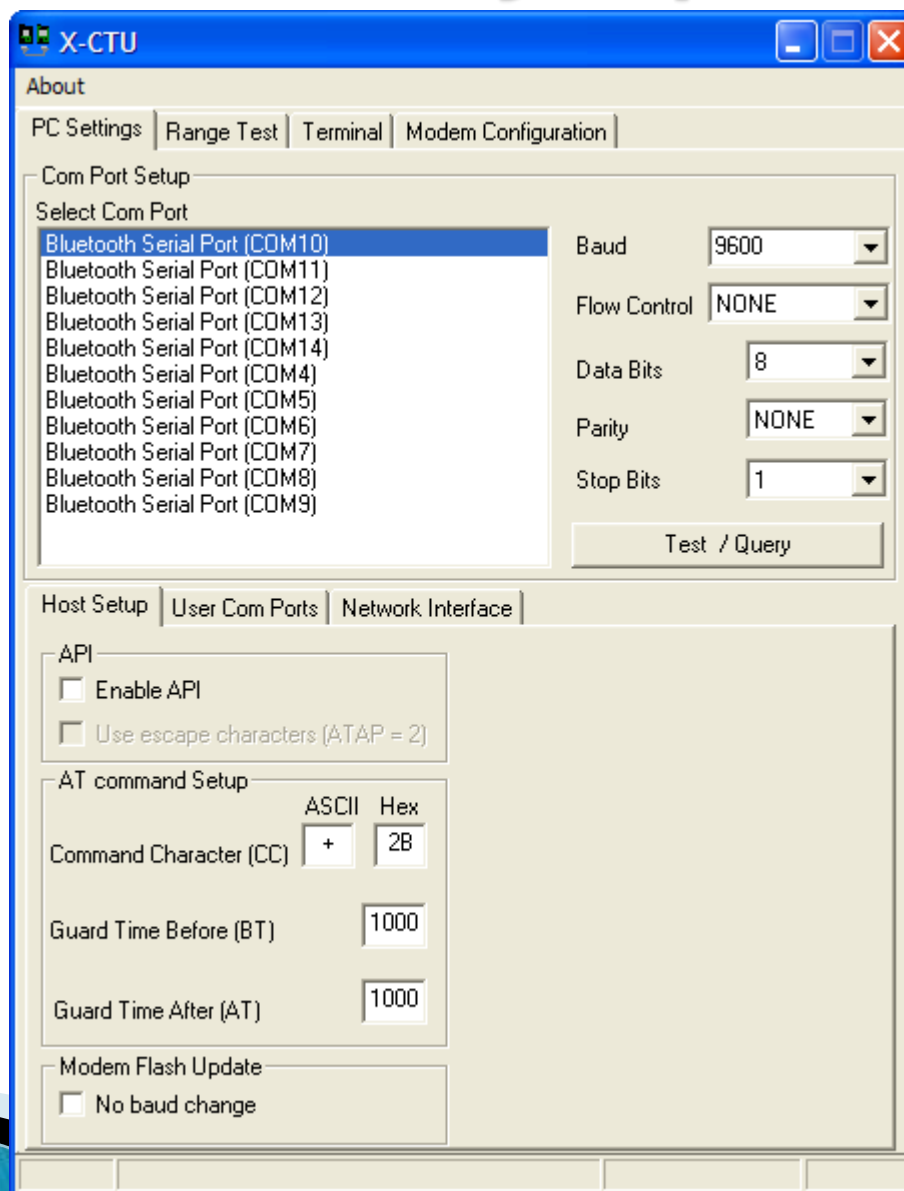 X-CTU
About
PC Settings Range Test Terminal Modem Configuration
Com Port Setup
Select Com Port
Bluetooth Serial Port (COM10)
Bluetooth Serial Port (COM11)
Bluetooth Serial Port (COM12)
Bluetooth Serial Port (COM13)
Bluetooth Serial Port (COM14)
Bluetooth Serial Port (COM4)
Bluetooth Serial Port (COM5)
Bluetooth Serial Port (COM6)
Bluetooth Serial Port (COM7)
Bluetooth Serial Port (COM8)
Bluetooth Serial Port (COM9)
Baud 9600
Flow Control NONE
Data Bits 8
Parity NONE
Stop Bits 1
Test / Query
Host Setup User Com Ports Network Interface
API
Enable API
Use escape characters (ATAP = 2)
AT command Setup
ASCII Hex
Command Character (CC) + 2B
Guard Time Before (BT) 1000
Guard Time After (AT) 1000
Modem Flash Update
No baud change